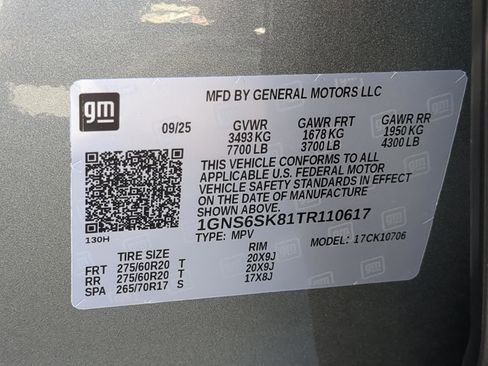 gm
MFD BY GENERAL MOTORS LLC
09/25 GVWR GAWR FRT GAWR RR
3493 KG 1678 KG 1950 KG
7700 LB 3700 LB 4300 LB
THIS VEHICLE CONFORMS TO ALL
APPLICABLE U.S. FEDERAL MOTOR
VEHICLE SAFETY STANDARDS IN EFFECT
ON THE DATE OF MANUFACTURE
SHOWN ABOVE.
1GNS6SK81TR110617
130H
TYPE: MPV MODEL: 17CK10706
TIRE SIZE RIM
FRT 275/60R20 T 20X9J
RR 275/60R20 T 20X9J
SPA 265/70R17 S 17X8J